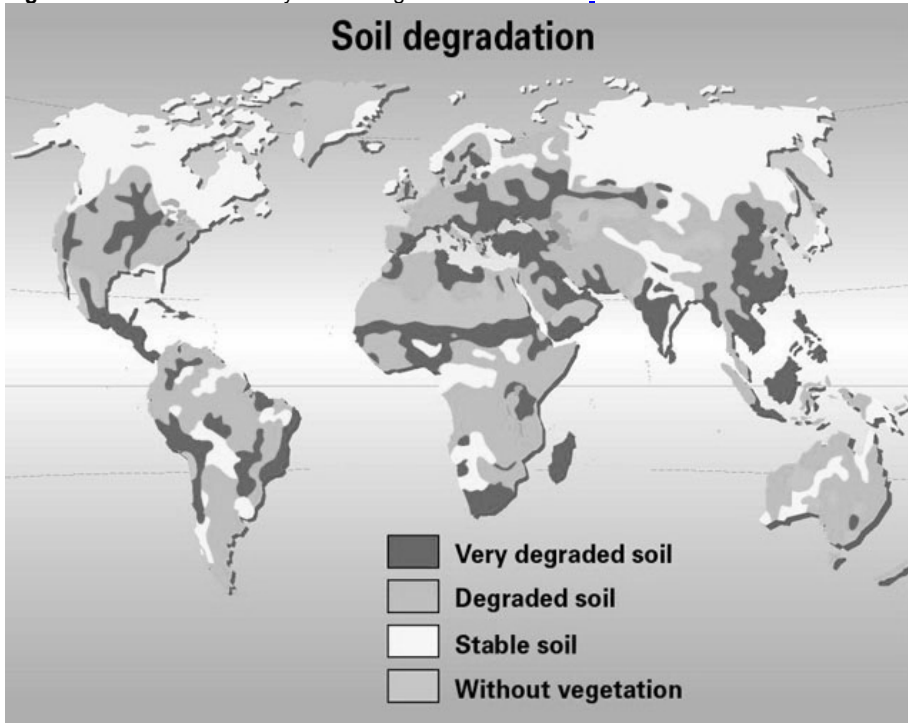 Soil degradation
Very degraded soil
Degraded soil
Stable soil
Without vegetation